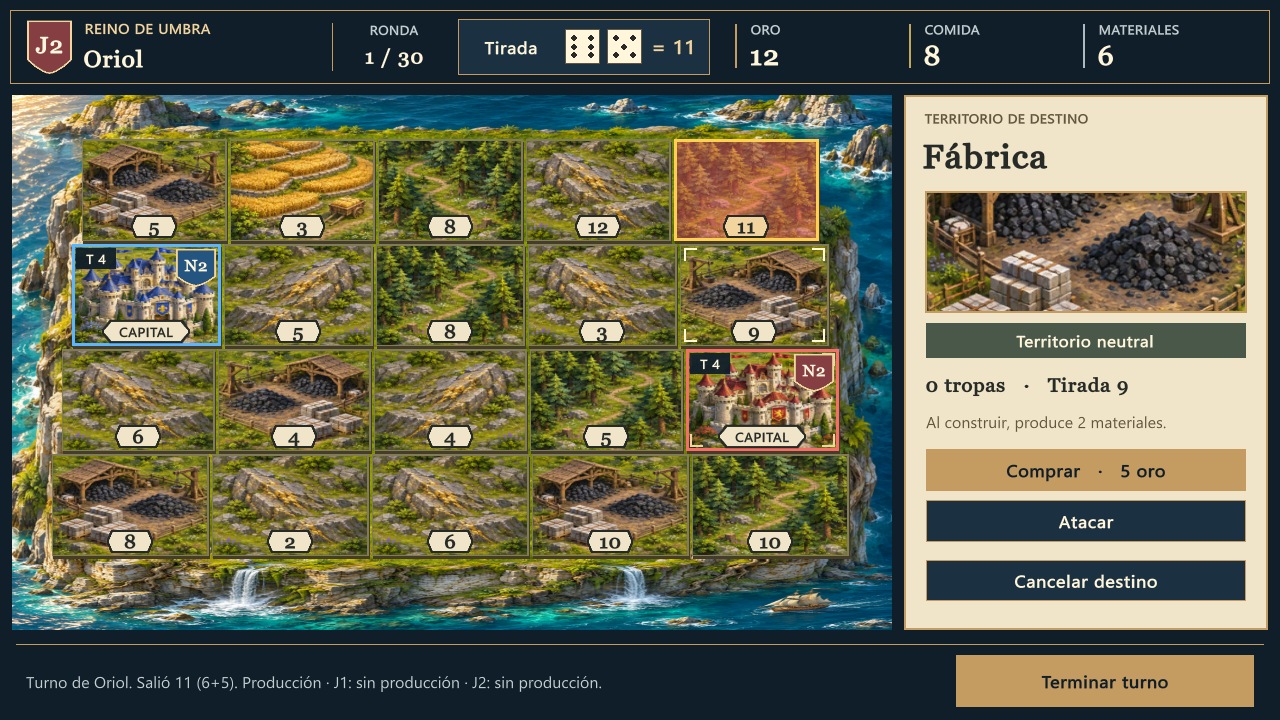 J2
REINO DE UMBRA
Oriol
RONDA
1 / 30
Tirada
= 11
ORO
12
COMIDA
8
MATERIALES
6
5
3
8
12
11
T 4
N2
CAPITAL
5
8
3
9
6
4
4
5
T 4
N2
CAPITAL
8
2
6
10
10
TERRITORIO DE DESTINO
Fábrica
Territorio neutral
0 tropas · Tirada 9
Al construir, produce 2 materiales.
Comprar · 5 oro
Atacar
Cancelar destino
Turno de Oriol. Salió 11 (6+5). Producción · J1: sin producción · J2: sin producción.
Terminar turno